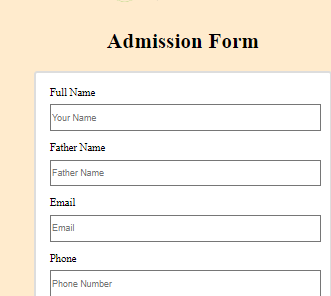 Admission Form
Full Name
Your Name
Father Name
Father Name
Email
Email
Phone
Phone Number